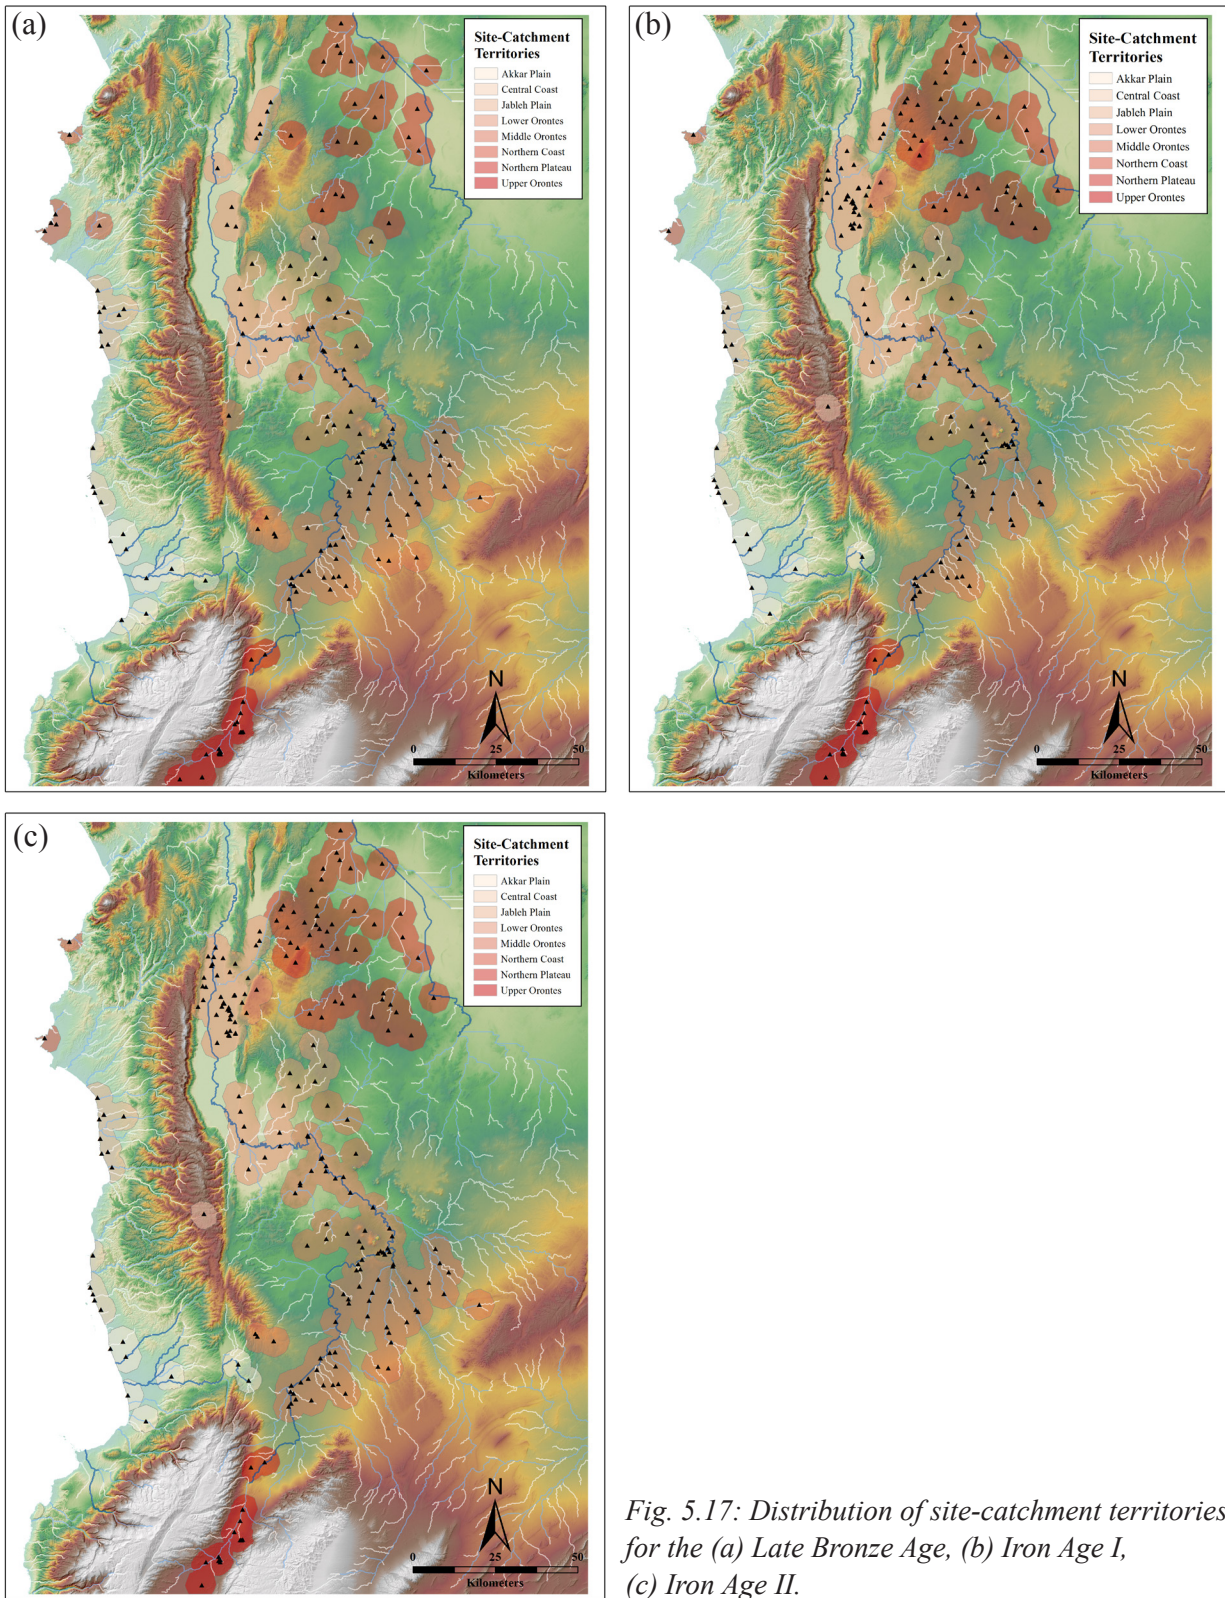 (a)
Site-Catchment
Territories
Akkar Plain
Central Coast
Jableh Plain
Lower Orontes
Middle Orontes
Northern Coast
Northern Plateau
Upper Orontes
N
0 25 50
Kilometers
(b)
Site-Catchment
Territories
Akkar Plain
Central Coast
Jableh Plain
Lower Orontes
Middle Orontes
Northern Coast
Northern Plateau
Upper Orontes
N
0 25 50
Kilometers
(c)
Site-Catchment
Territories
Akkar Plain
Central Coast
Jableh Plain
Lower Orontes
Middle Orontes
Northern Coast
Northern Plateau
Upper Orontes
N
0 25 50
Kilometers
Fig. 5.17: Distribution of site-catchment territories
for the (a) Late Bronze Age, (b) Iron Age I,
(c) Iron Age II.